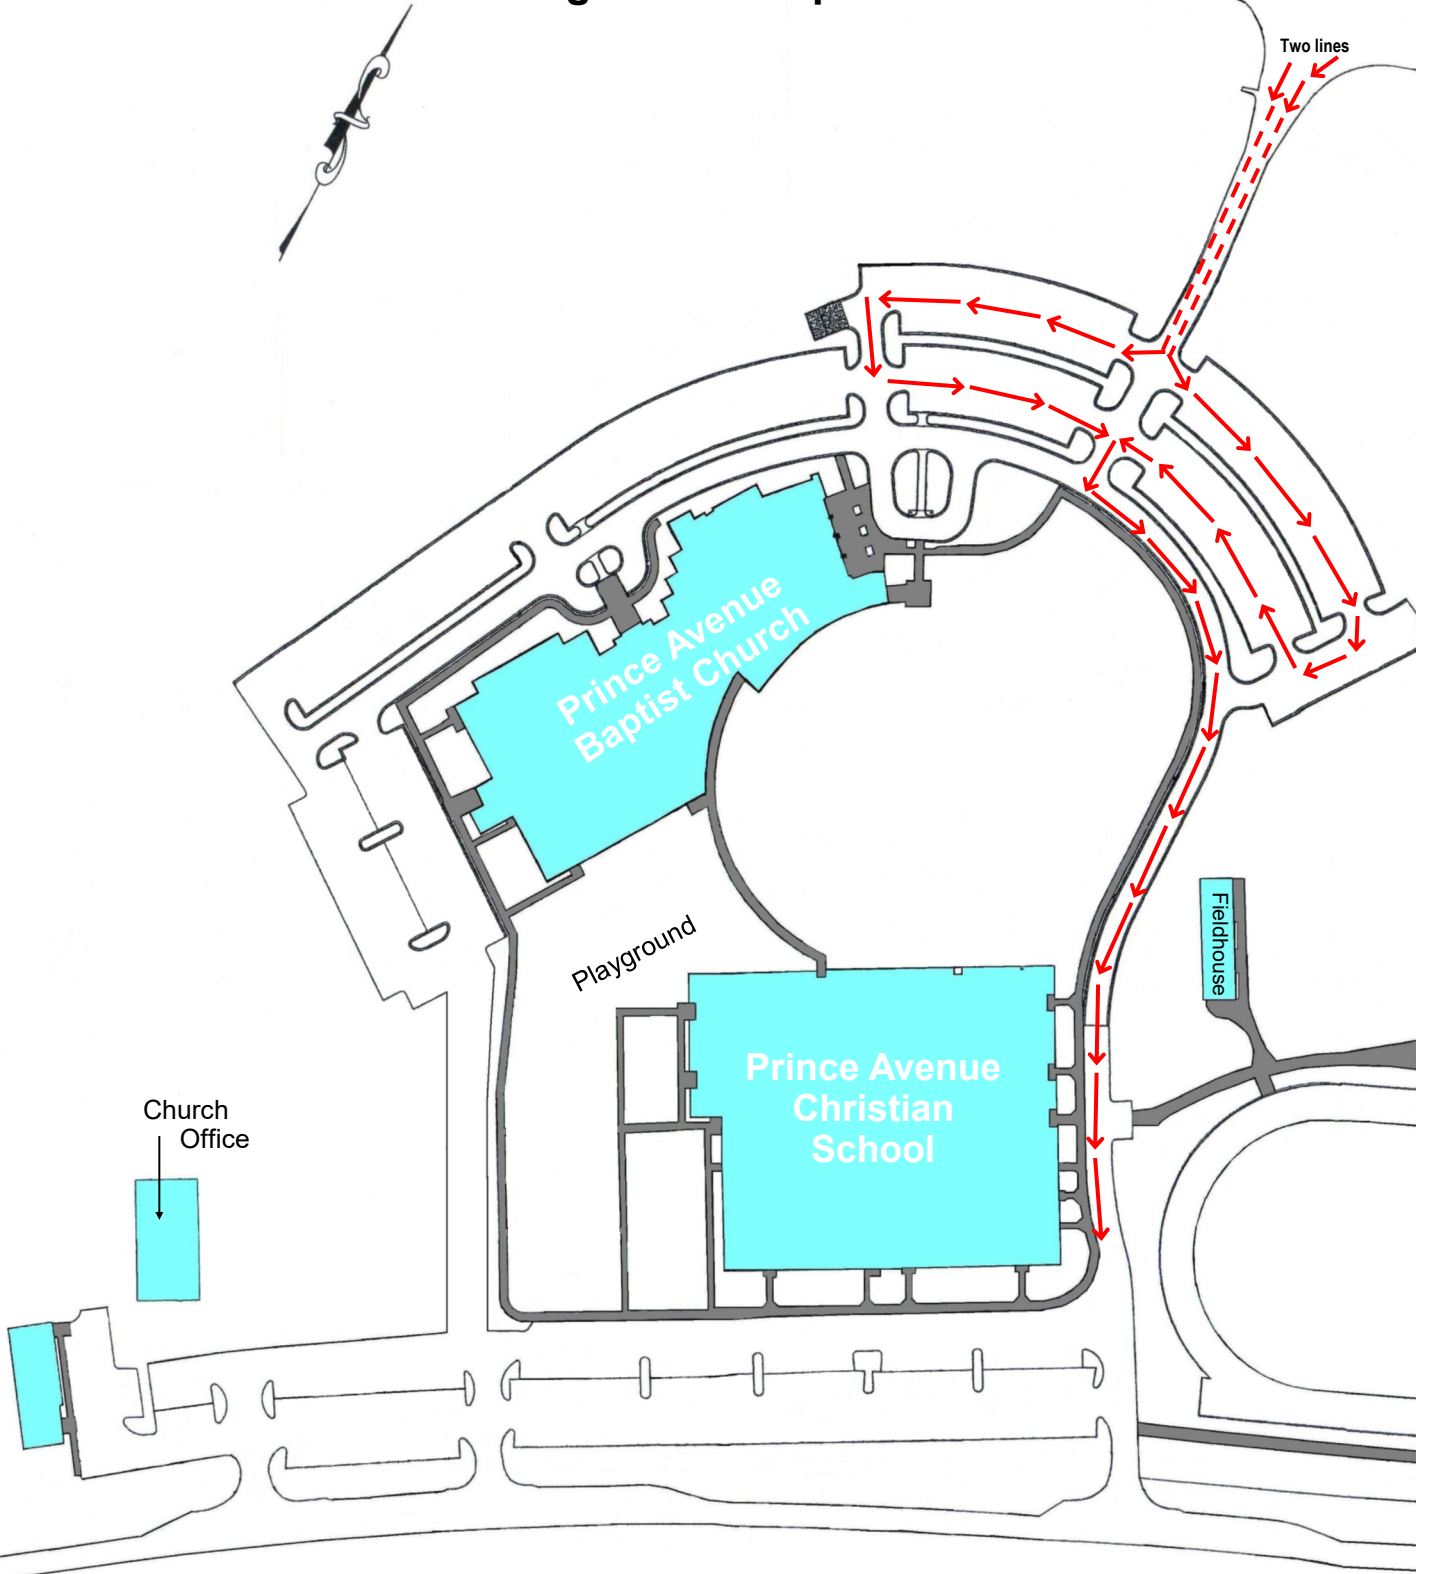 Two lines
Prince Avenue
Baptist Church
Fieldhouse
Playground
Prince Avenue
Christian
School
Church
Office